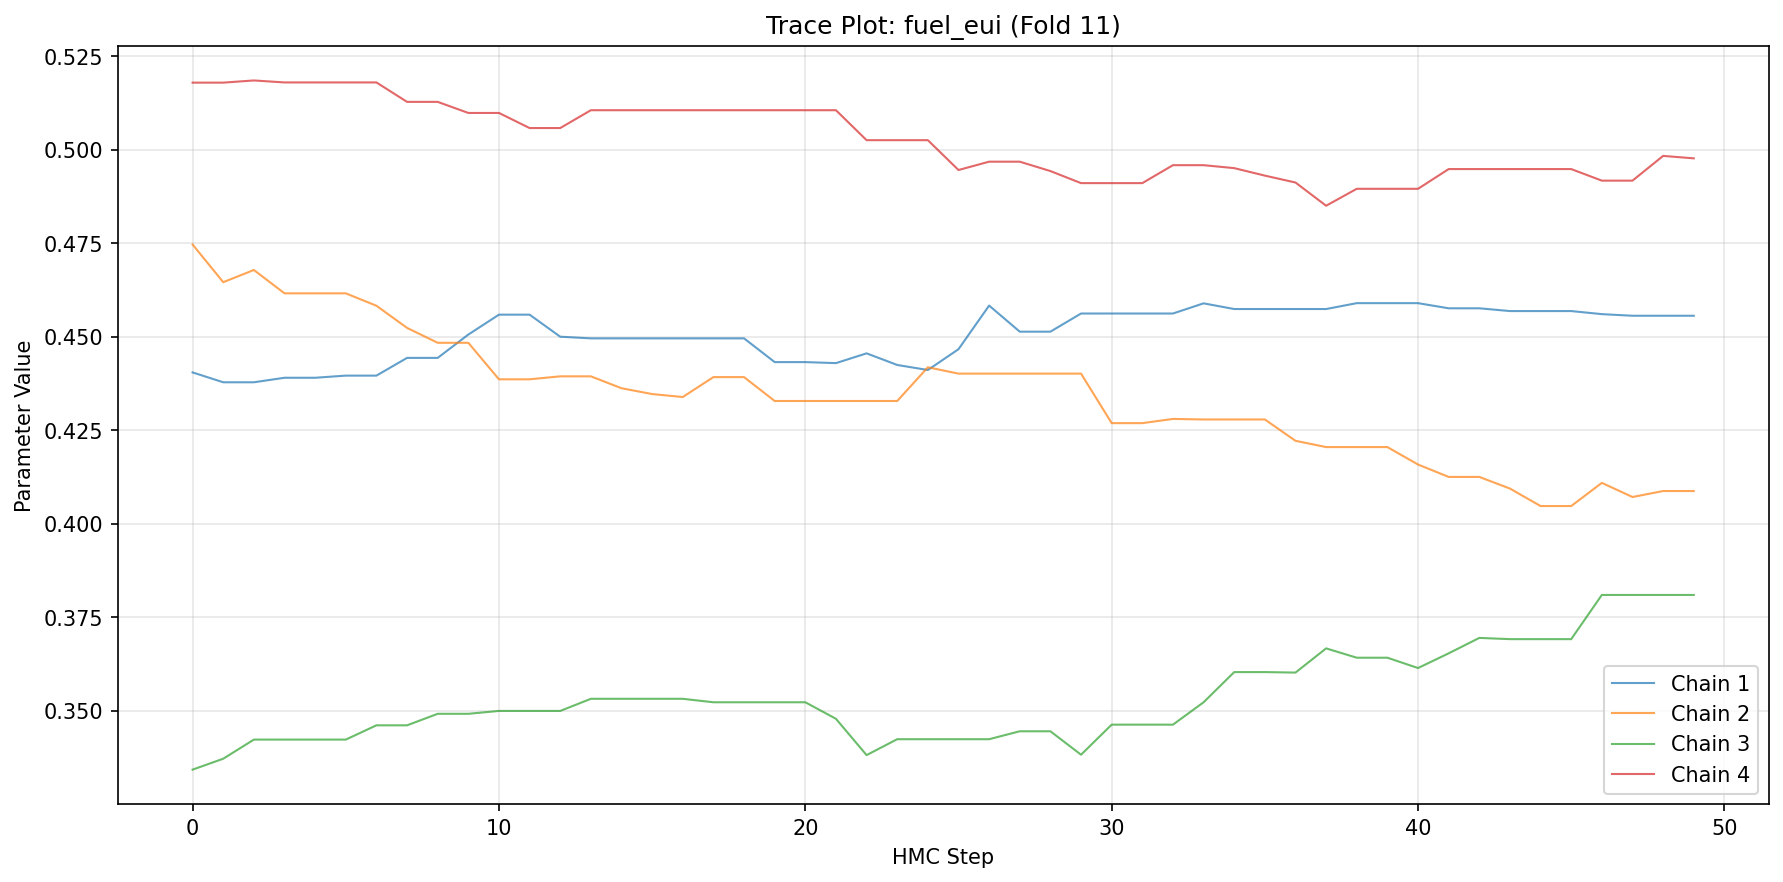 Trace Plot: fuel_eui (Fold 11)
0.525
0.500
0.475
0.450
0.425
0.400
0.375
0.350
Parameter Value
0
10
20
30
40
50
HMC Step
Chain 1
Chain 2
Chain 3
Chain 4